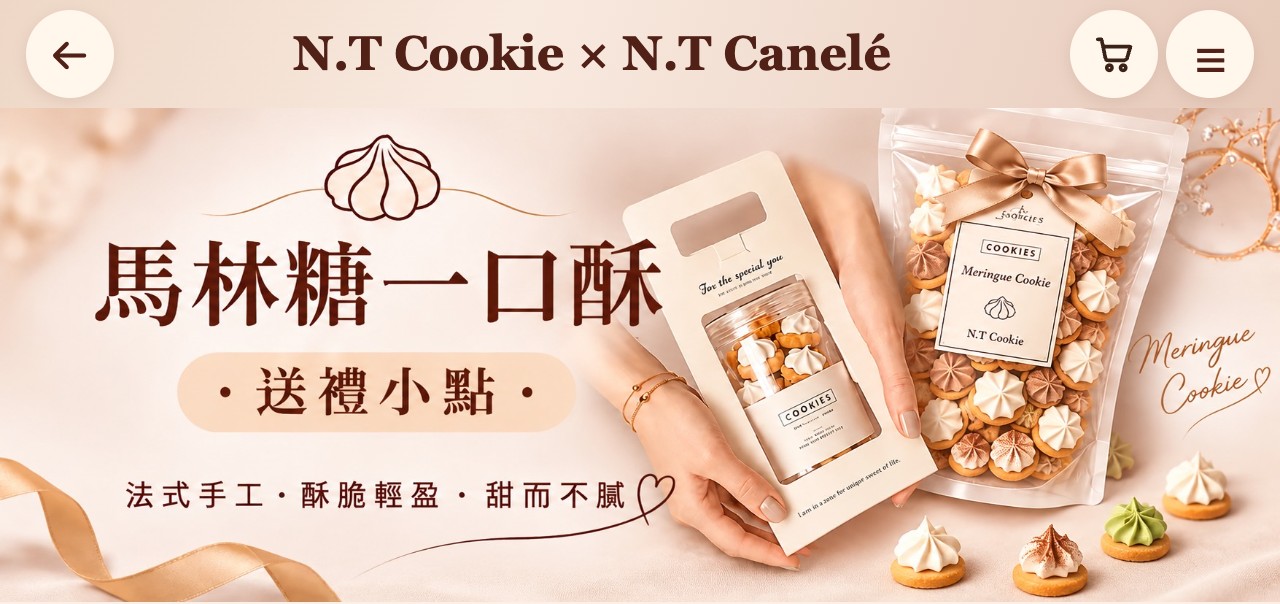 N.T Cookie × N.T Canelé
馬林糖一口酥
·送禮小點·
法式手工·酥脆輕盈·甜而不膩
For the special you
COOKIES
I am in a zone for unique sweet of life.
COOKIES
Meringue Cookie
N.T Cookie
Meringue
Cookie